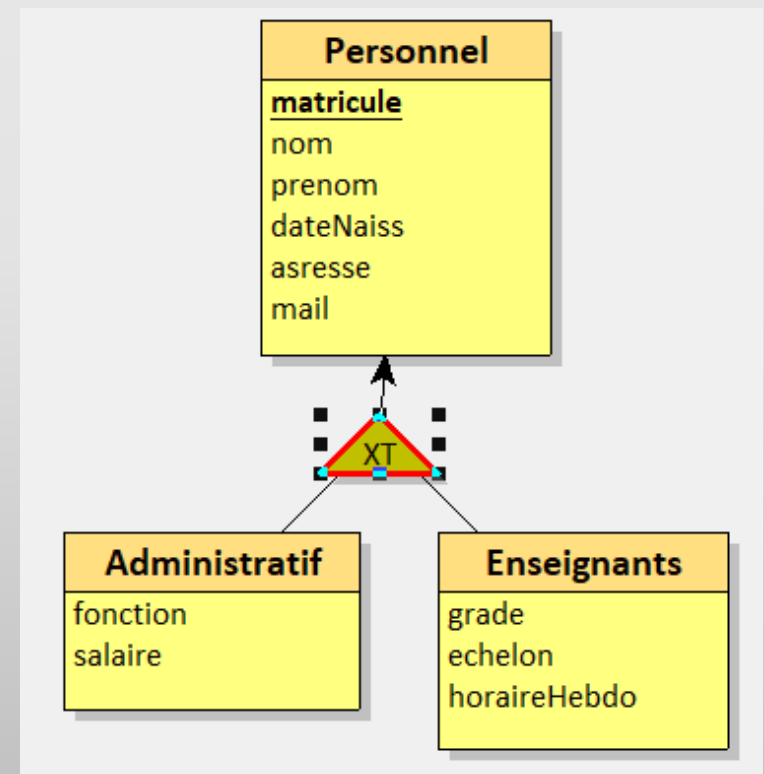 Personnel
matricule
nom
prenom
dateNaiss
asresse
mail
XT
Administratif
fonction
salaire
Enseignants
grade
echelon
horaireHebdo